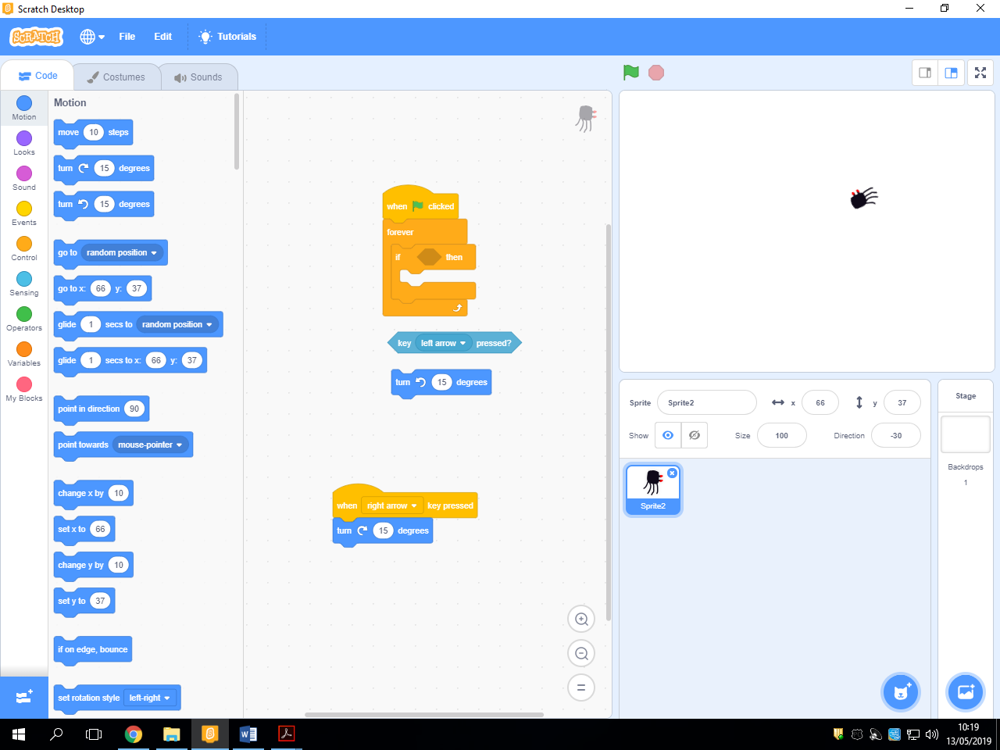 Scratch Desktop
SCRATCH
File
Edit
Tutorials
Code
Costumes
Sounds
Motion
Looks
Sound
Events
Control
Sensing
Operators
Variables
My Blocks
Motion
move 10 steps
turn 15 degrees
turn 15 degrees
go to random position
go to x: 66 y: 37
glide 1 secs to random position
glide 1 secs to x: 66 y: 37
point in direction 90
point towards mouse-pointer
change x by 10
set x to 66
change y by 10
set y to 37
if on edge, bounce
set rotation style left-right
when clicked
forever
if then
key left arrow pressed?
turn 15 degrees
when right arrow key pressed
turn 15 degrees
Sprite Sprite2 x 66 y 37
Show Size 100 Direction -30
Sprite2
Stage
Backdrops
1
10:19
13/05/2019